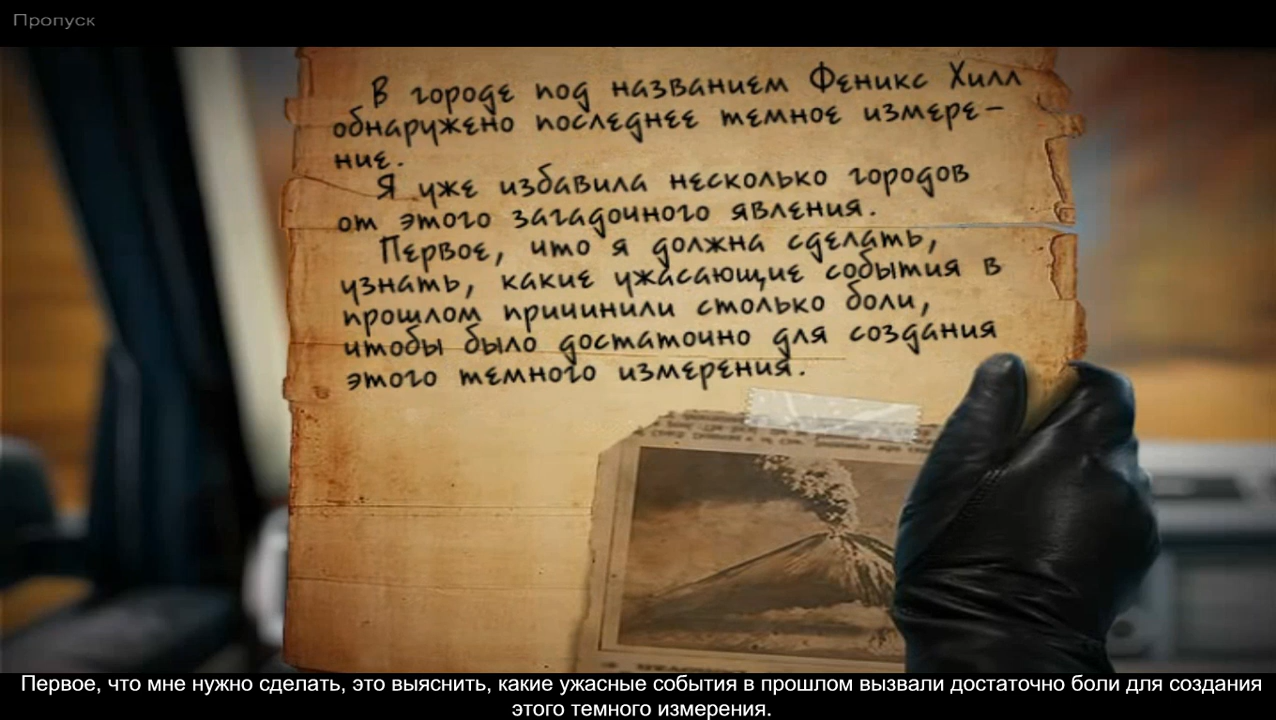 Пропуск
В городе под названием Феникс Хилл
обнаружено последнее темное измере-
ние.
Я уже избавила несколько городов
от этого загадочного явления.
Первое, что я должна сделать,
узнать, какие ужасающие события в
прошлом причинили столько боли,
чтобы было достаточно для создания
этого темного измерения.
Первое, что мне нужно сделать, это выяснить, какие ужасные события в прошлом вызвали достаточно боли для создания
этого темного измерения.